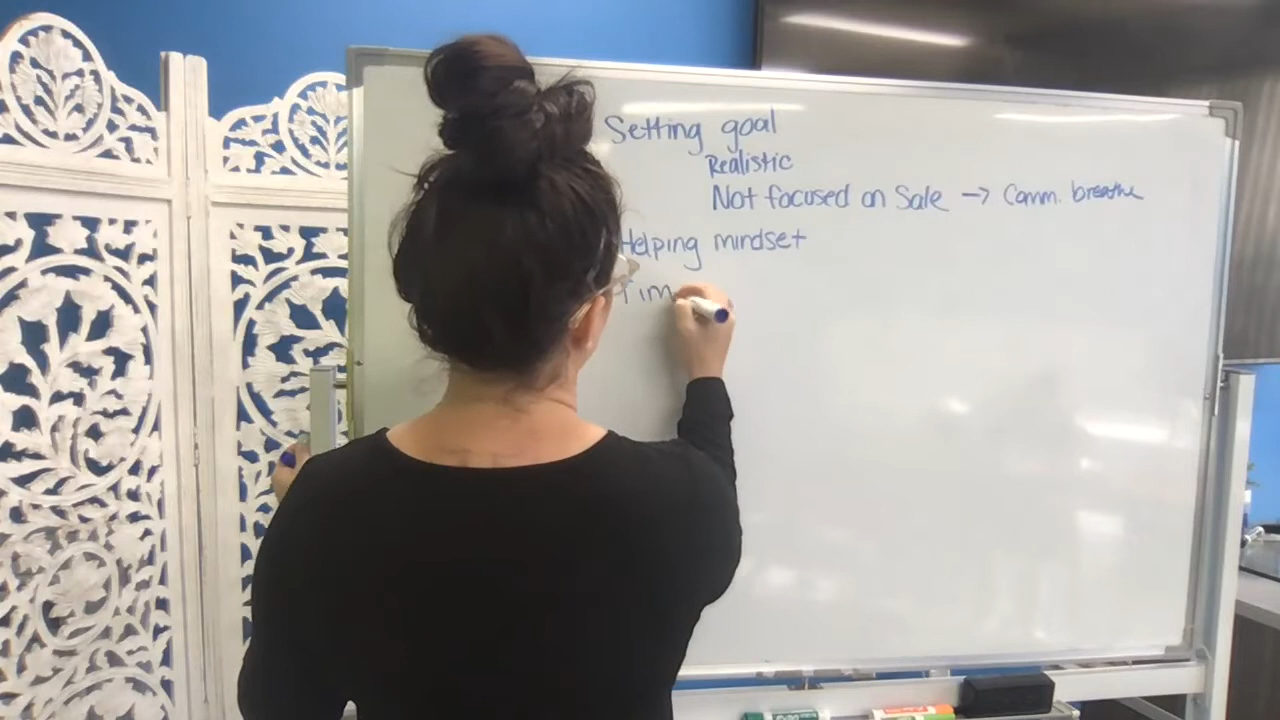 Setting goal
Realistic
Not focused on Sale → Comm. breathe
Helping mindset
Tim